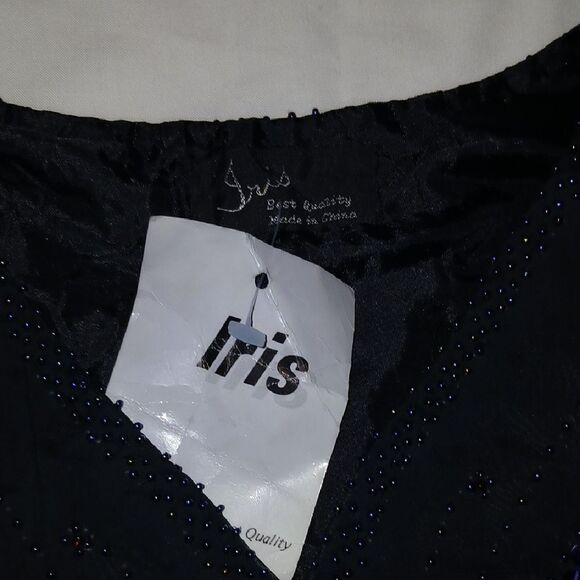 Iris
Best Quality
Made in China
Iris
Quality